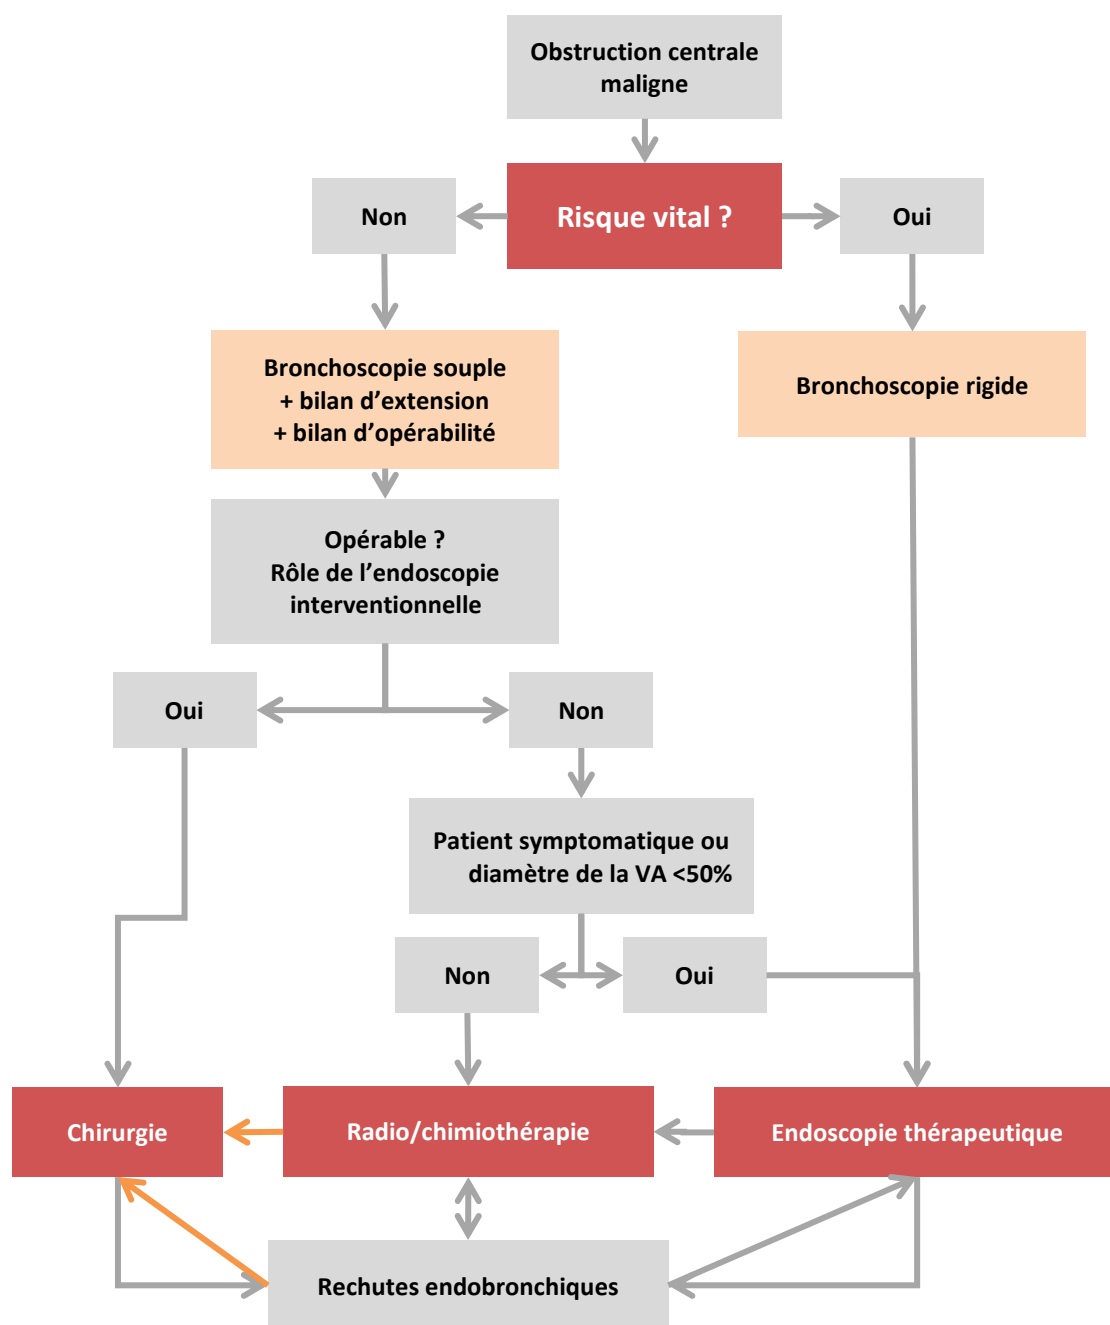 Obstruction centrale
maligne
Non
Risque vital ?
Oui
Bronchoscopie souple
+ bilan d’extension
+ bilan d’opérabilité
Bronchoscopie rigide
Opérable ?
Rôle de l’endoscopie
interventionnelle
Oui
Non
Patient symptomatique ou
diamètre de la VA <50%
Non
Oui
Chirurgie
Radio/chimiothérapie
Endoscopie thérapeutique
Rechutes endobronchiques